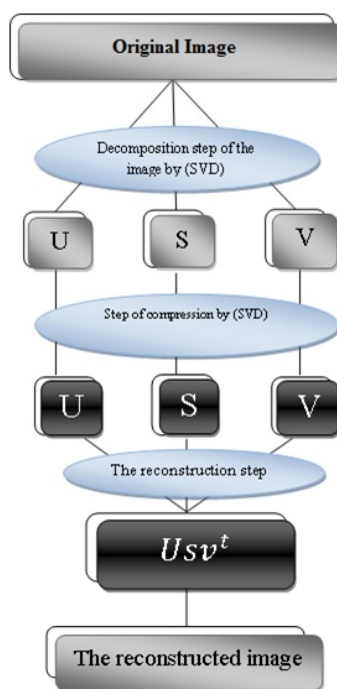 Original Image
Decomposition step of the
image by (SVD)
U S V
Step of compression by (SVD)
U S V
The reconstruction step
Usvᵗ
The reconstructed image